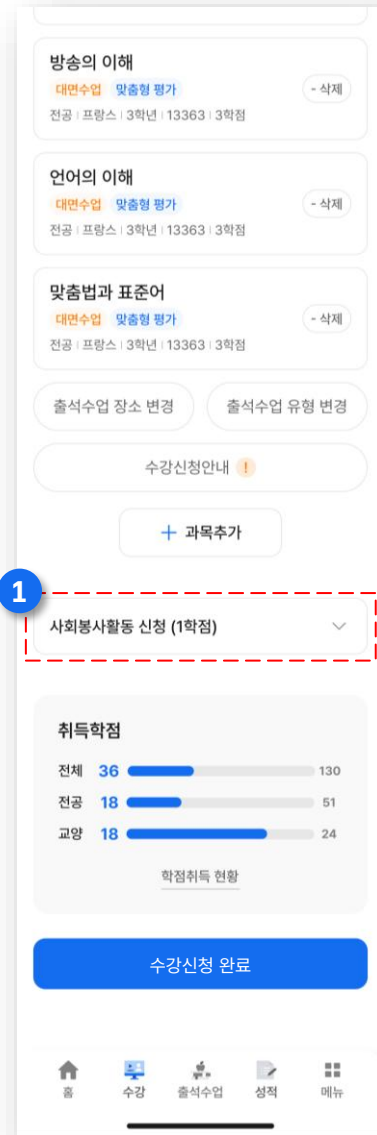 방송의 이해
대면수업 맞춤형 평가
- 삭제
전공 | 프랑스 | 3학년 | 13363 | 3학점
언어의 이해
대면수업 맞춤형 평가
- 삭제
전공 | 프랑스 | 3학년 | 13363 | 3학점
맞춤법과 표준어
대면수업 맞춤형 평가
- 삭제
전공 | 프랑스 | 3학년 | 13363 | 3학점
출석수업 장소 변경 출석수업 유형 변경
수강신청안내 !
+ 과목추가
1
사회봉사활동 신청 (1학점)
취득학점
전체 36 130
전공 18 51
교양 18 24
학점취득 현황
수강신청 완료
홈 수강 출석수업 성적 메뉴